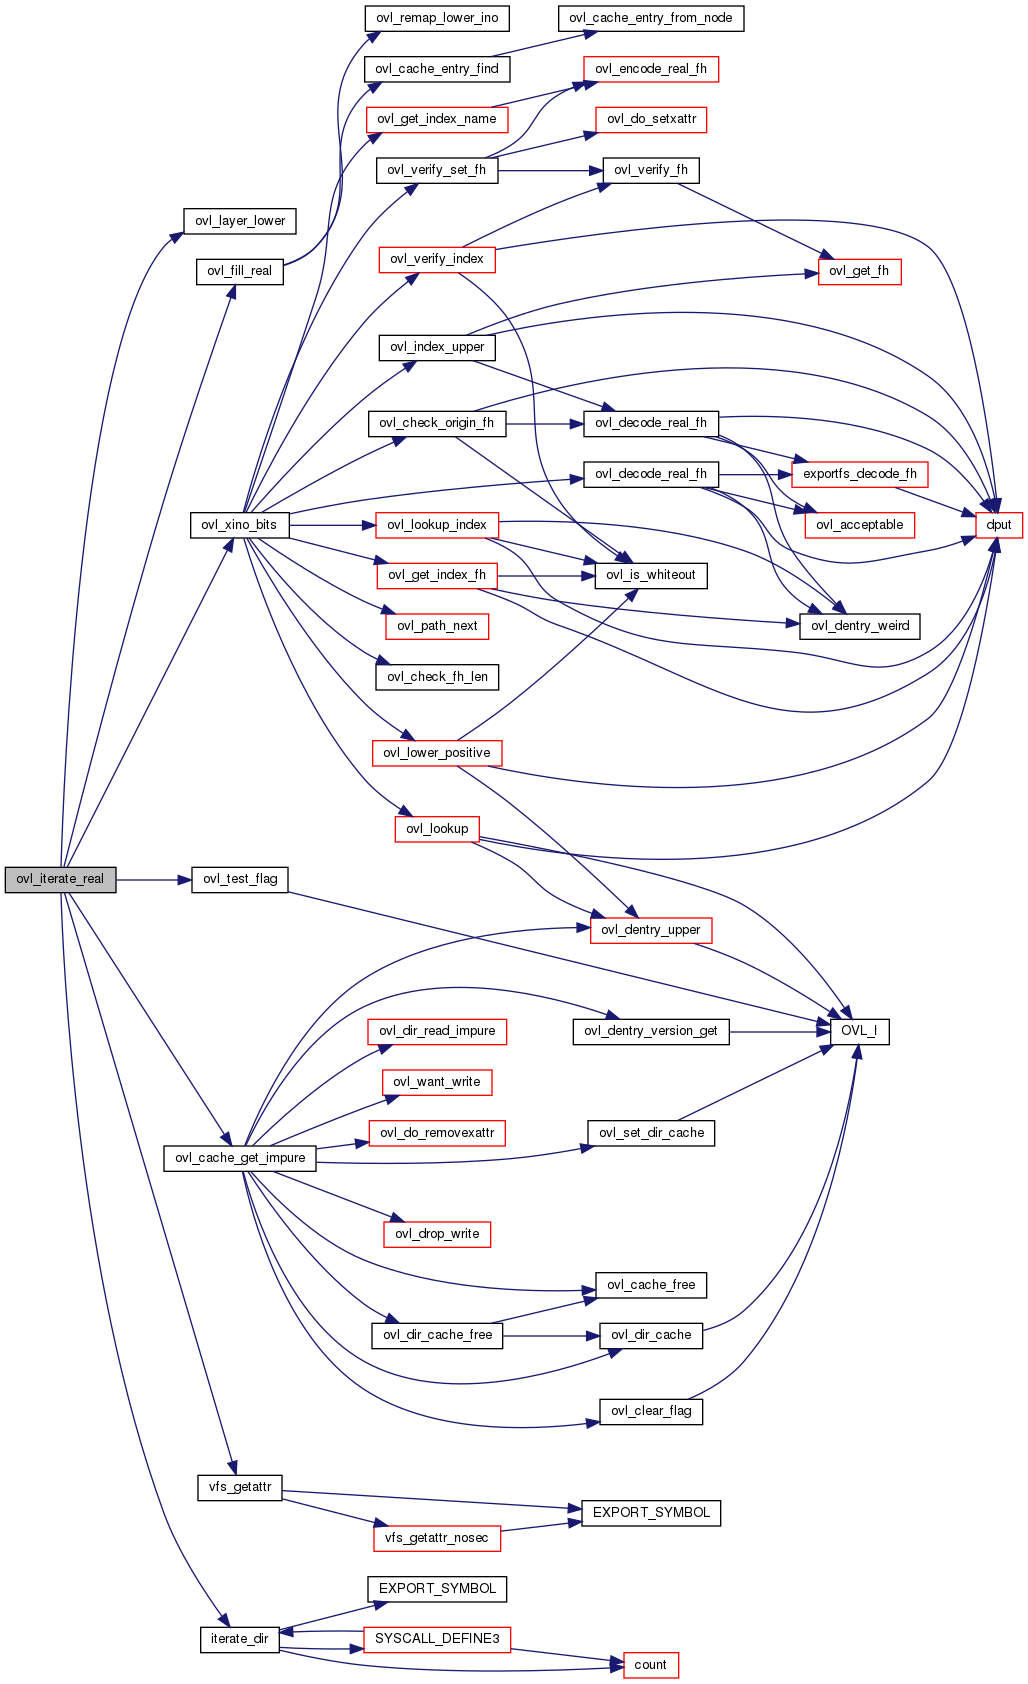 ovl_remap_lower_ino
ovl_cache_entry_from_node
ovl_cache_entry_find
ovl_encode_real_fh
ovl_get_index_name
ovl_do_setxattr
ovl_verify_set_fh
ovl_verify_fh
ovl_layer_lower
ovl_fill_real
ovl_verify_index
ovl_get_fh
ovl_index_upper
ovl_check_origin_fh
ovl_decode_real_fh
ovl_decode_real_fh
exportfs_decode_fh
ovl_xino_bits
ovl_lookup_index
ovl_acceptable
dput
ovl_get_index_fh
ovl_is_whiteout
ovl_path_next
ovl_dentry_weird
ovl_check_fh_len
ovl_lower_positive
ovl_lookup
ovl_iterate_real
ovl_test_flag
ovl_dentry_upper
ovl_dir_read_impure
ovl_dentry_version_get
OVL_I
ovl_want_write
ovl_do_removexattr
ovl_set_dir_cache
ovl_cache_get_impure
ovl_drop_write
ovl_cache_free
ovl_dir_cache_free
ovl_dir_cache
ovl_clear_flag
vfs_getattr
EXPORT_SYMBOL
vfs_getattr_nosec
EXPORT_SYMBOL
iterate_dir
SYSCALL_DEFINE3
count